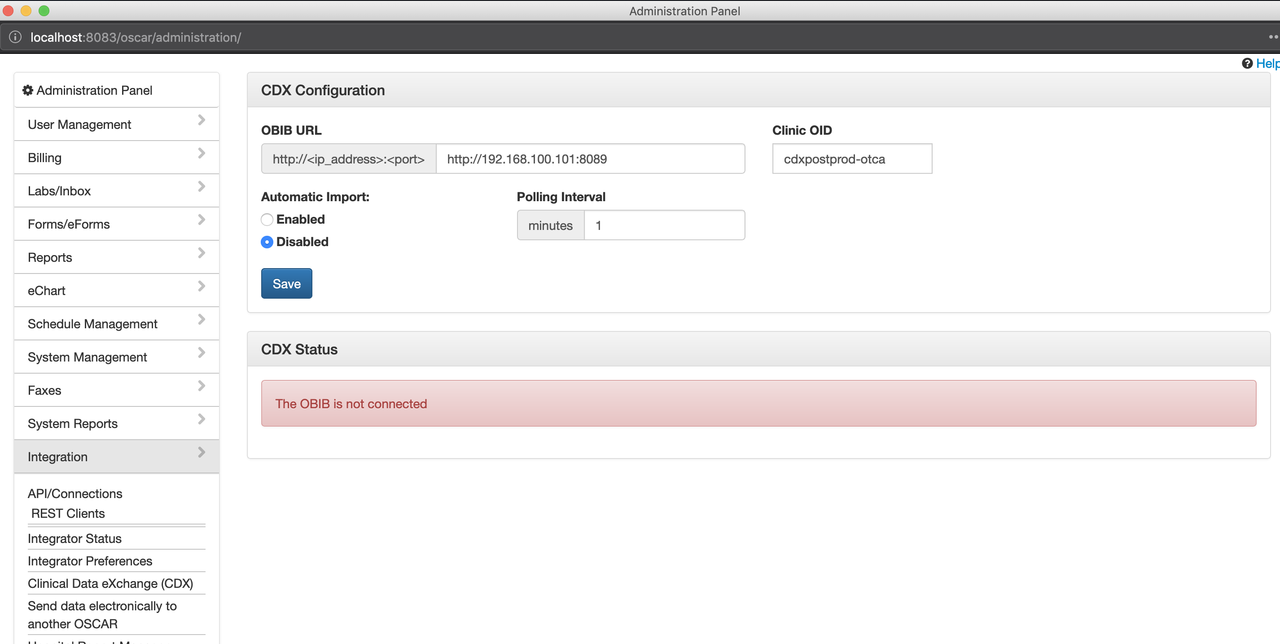 Administration Panel
localhost:8083/oscar/administration/
Help
Administration Panel
User Management
Billing
Labs/Inbox
Forms/eForms
Reports
eChart
Schedule Management
System Management
Faxes
System Reports
Integration
API/Connections
REST Clients
Integrator Status
Integrator Preferences
Clinical Data eXchange (CDX)
Send data electronically to
another OSCAR
CDX Configuration
OBIB URL
Clinic OID
http://<ip_address>:<port> http://192.168.100.101:8089
cdxpostprod-otca
Automatic Import:
Polling Interval
Enabled
minutes 1
Disabled
Save
CDX Status
The OBIB is not connected